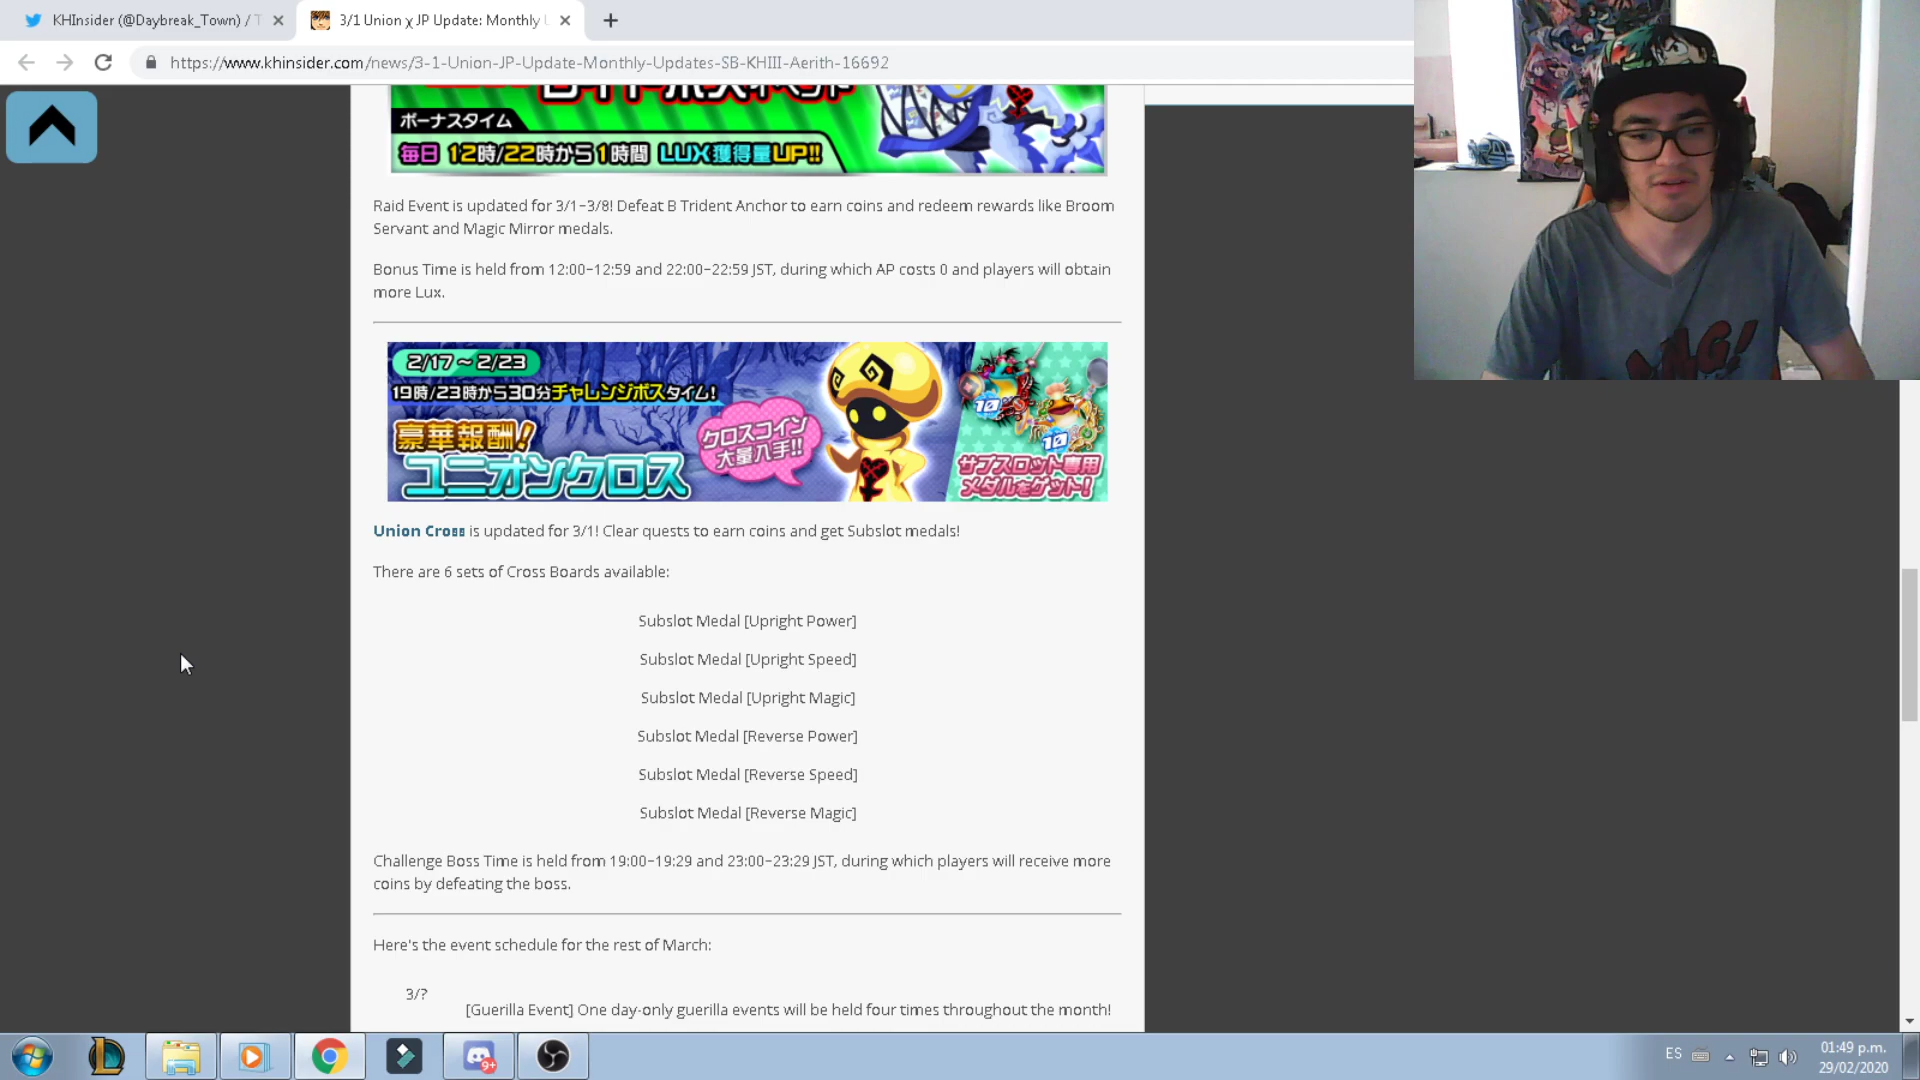 KHInsider (@Daybreak_Town) / T
3/1 Union χ JP Update: Monthly U
https://www.khinsider.com/news/3-1-Union-JP-Update-Monthly-Updates-SB-KHIII-Aerith-16692
ボーナスタイム
毎日 12時/22時から1時間 LUX獲得量UP!!
Raid Event is updated for 3/1-3/8! Defeat B Trident Anchor to earn coins and redeem rewards like Broom
Servant and Magic Mirror medals.
Bonus Time is held from 12:00-12:59 and 22:00-22:59 JST, during which AP costs 0 and players will obtain
more Lux.
2/17 ~ 2/23
19時/23時から30分チャレンジボスタイム!
豪華報酬!
ユニオンクロス
クロスコイン
大量入手!!
10
10
サブスロット専用
メダルをゲット!
Union Cross is updated for 3/1! Clear quests to earn coins and get Subslot medals!
There are 6 sets of Cross Boards available:
Subslot Medal [Upright Power]
Subslot Medal [Upright Speed]
Subslot Medal [Upright Magic]
Subslot Medal [Reverse Power]
Subslot Medal [Reverse Speed]
Subslot Medal [Reverse Magic]
Challenge Boss Time is held from 19:00-19:29 and 23:00-23:29 JST, during which players will receive more
coins by defeating the boss.
Here's the event schedule for the rest of March:
3/?
[Guerilla Event] One day-only guerilla events will be held four times throughout the month!
9+
ES
01:49 p.m.
29/02/2020